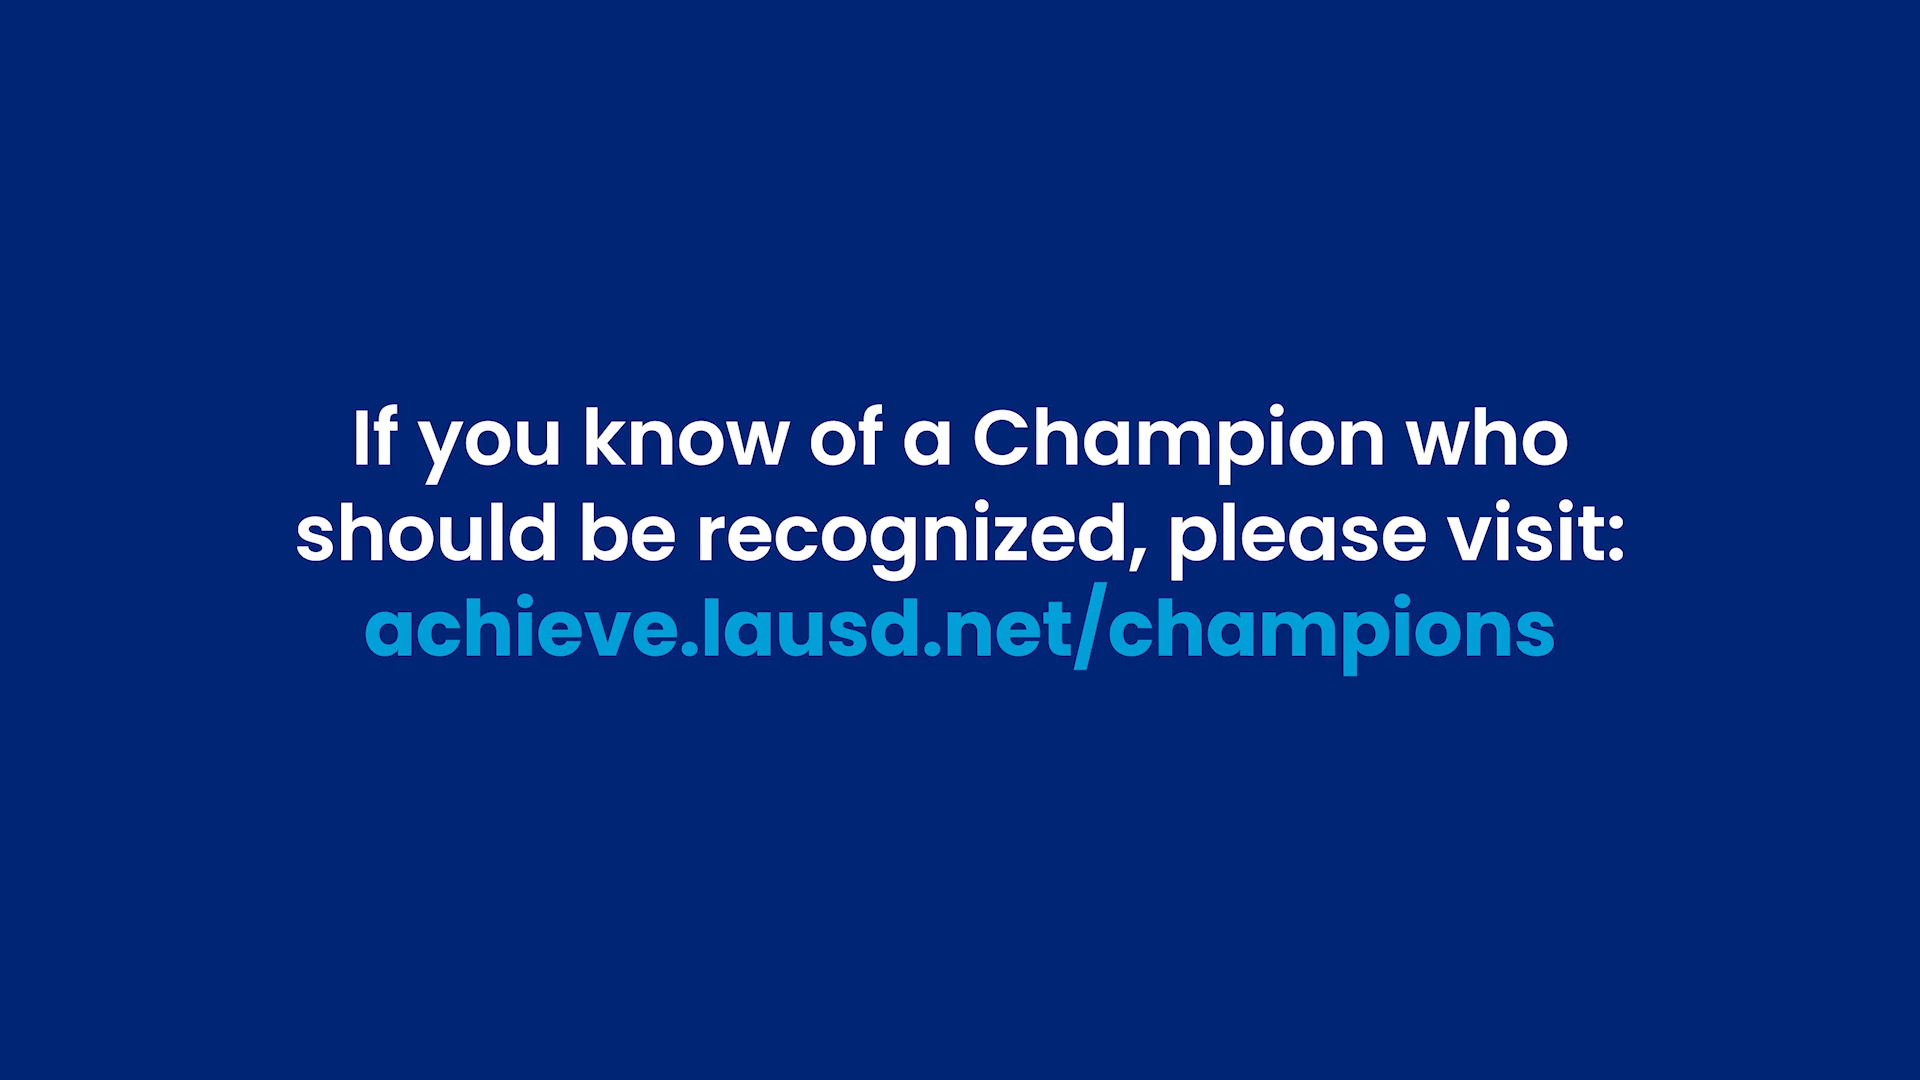 If you know of a Champion who
should be recognized, please visit:
achieve.lausd.net/champions